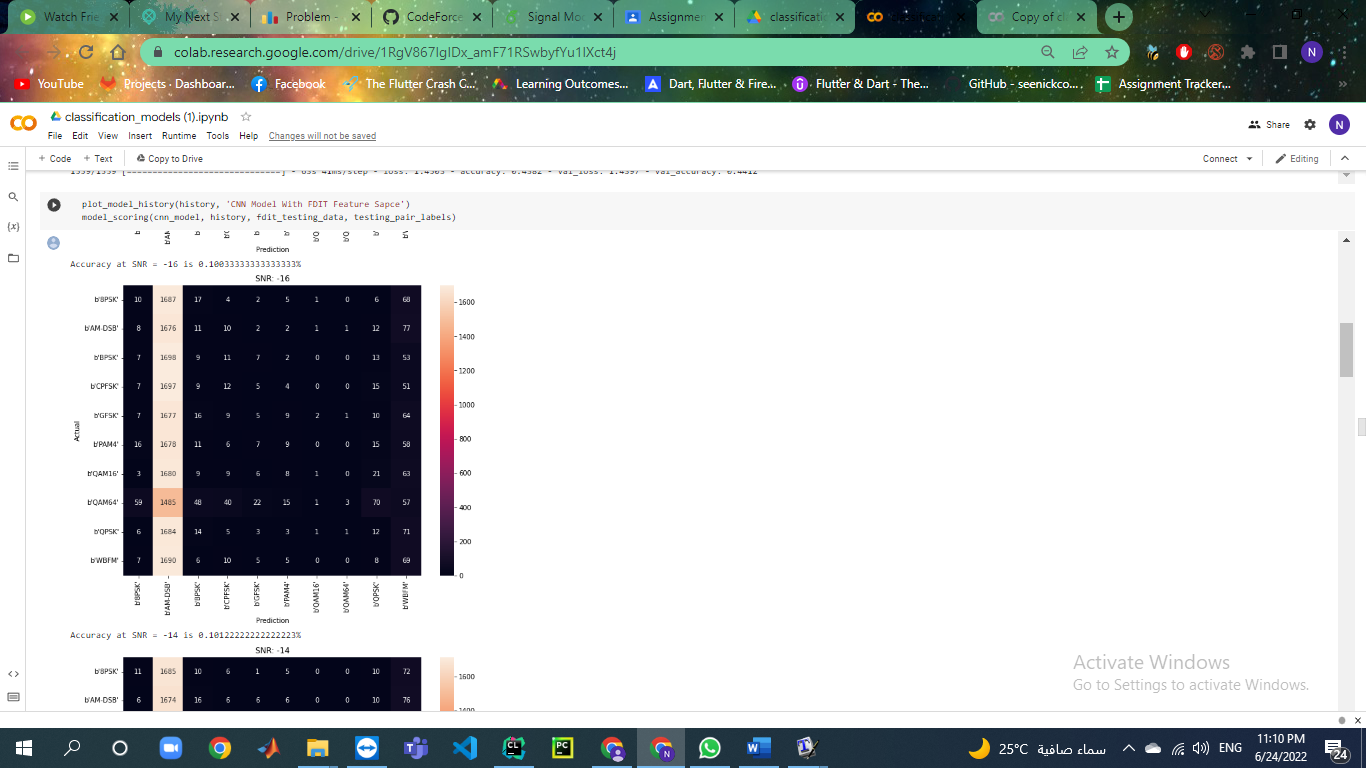 Watch Frie
My Next S
Problem -
CodeForce
Signal Mo
Assignmen
classificatio
Copy of cl
colab.research.google.com/drive/1RgV867IgIDx_amF71RSwbyfYu1IXct4j
N
YouTube
Projects · Dashboar...
Facebook
The Flutter Crash C...
Learning Outcomes...
Dart, Flutter & Fire...
Flutter & Dart - The...
GitHub - seenickco...
Assignment Tracker...
»
classification_models (1).ipynb
File Edit View Insert Runtime Tools Help Changes will not be saved
Share
N
+ Code + Text Copy to Drive
Connect
Editing
plot_model_history(history, 'CNN Model With FDIT Feature Sapce')
model_scoring(cnn_model, history, fdit_testing_data, testing_pair_labels)
Prediction
Accuracy at SNR = -16 is 0.10033333333333333%
SNR: -16
b'8PSK' 10 1687 17 4 2 5 1 0 6 68
b'AM-DSB' 8 1676 11 10 2 2 1 1 12 77
b'BPSK' 7 1698 9 11 7 2 0 0 13 53
b'CPFSK' 7 1697 9 12 5 4 0 0 15 51
b'GFSK' 7 1677 16 9 5 9 2 1 10 64
b'PAM4' 16 1678 11 6 7 9 0 0 15 58
b'QAM16' 3 1680 9 9 6 8 1 0 21 63
b'QAM64' 59 1485 48 40 22 15 1 3 70 57
b'QPSK' 6 1684 14 5 3 3 1 1 12 71
b'WBFM' 7 1690 6 10 5 5 0 0 8 69
Actual
b'8PSK' b'AM-DSB' b'BPSK' b'CPFSK' b'GFSK' b'PAM4' b'QAM16' b'QAM64' b'QPSK' b'WBFM'
Prediction
1600
1400
1200
1000
800
600
400
200
0
Accuracy at SNR = -14 is 0.10122222222222223%
SNR: -14
b'8PSK' 11 1685 10 6 1 5 0 0 10 72
b'AM-DSB' 6 1674 16 6 6 6 0 0 10 76
1600
1400
Activate Windows
Go to Settings to activate Windows.
25°C سماء صافية
ENG
11:10 PM
6/24/2022
24